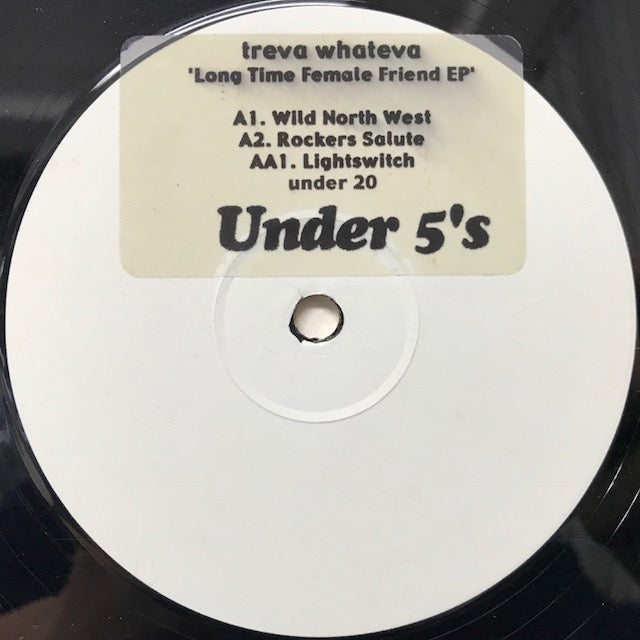 treva whateva
'Long Time Female Friend EP'
A1. Wild North West
A2. Rockers Salute
AA1. Lightswitch
under 20
Under 5's